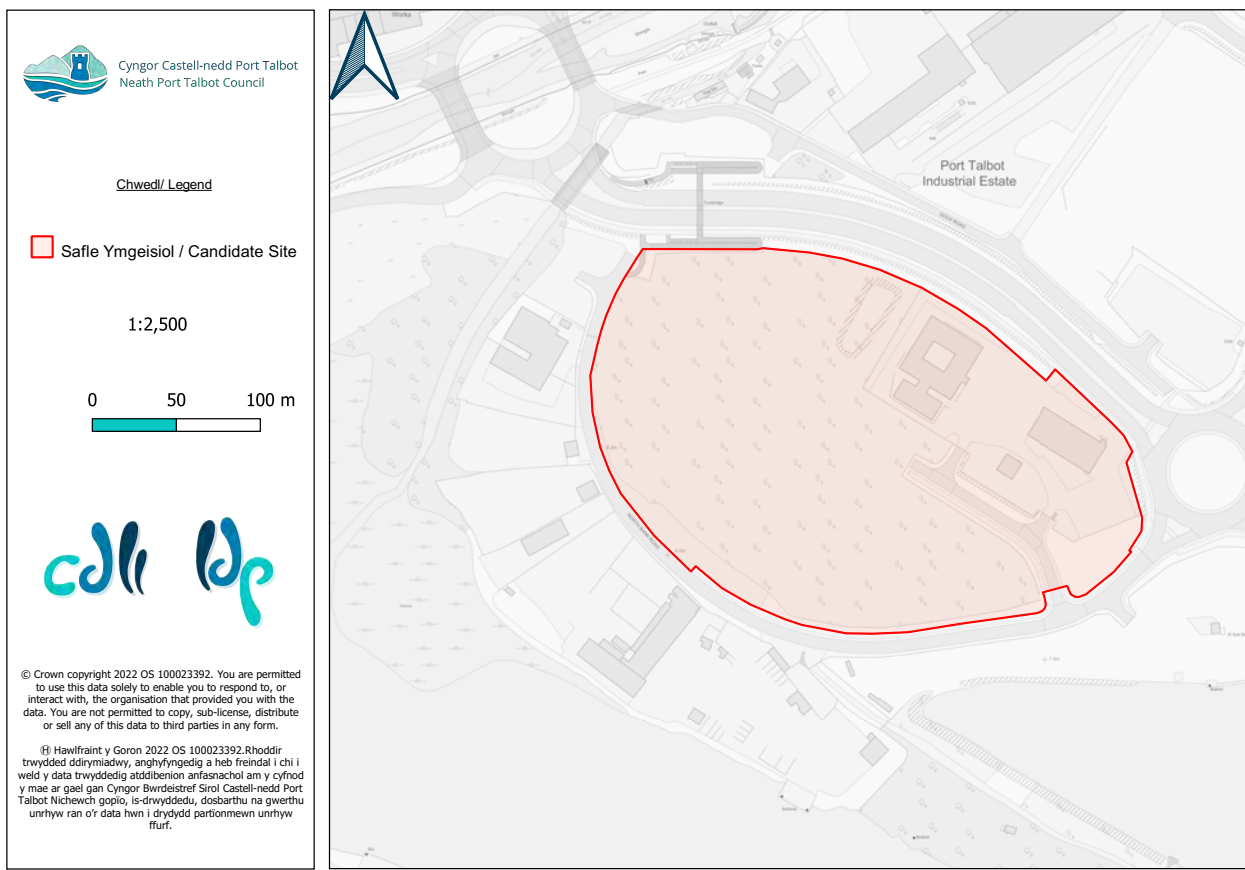 Cyngor Castell-nedd Port Talbot
Neath Port Talbot Council
Chwedl/ Legend
Safle Ymgeisiol / Candidate Site
1:2,500
0 50 100 m
cdll ldp
© Crown copyright 2022 OS 100023392. You are permitted
to use this data solely to enable you to respond to, or
interact with, the organisation that provided you with the
data. You are not permitted to copy, sub-license, distribute
or sell any of this data to third parties in any form.
Ⓗ Hawlfraint y Goron 2022 OS 100023392.Rhoddir
trwydded ddirymiadwy, anghyfyngedig a heb freindal i chi i
weld y data trwyddedig atddibenion anfasnachol am y cyfnod
y mae ar gael gan Cyngor Bwrdeistref Sirol Castell-nedd Port
Talbot Nichewch gopïo, is-drwyddedu, dosbarthu na gwerthu
unrhyw ran o'r data hwn i drydydd partïonmewn unrhyw
ffurf.
Works
Port Talbot
Industrial Estate
Footbridge
DOCK ROAD